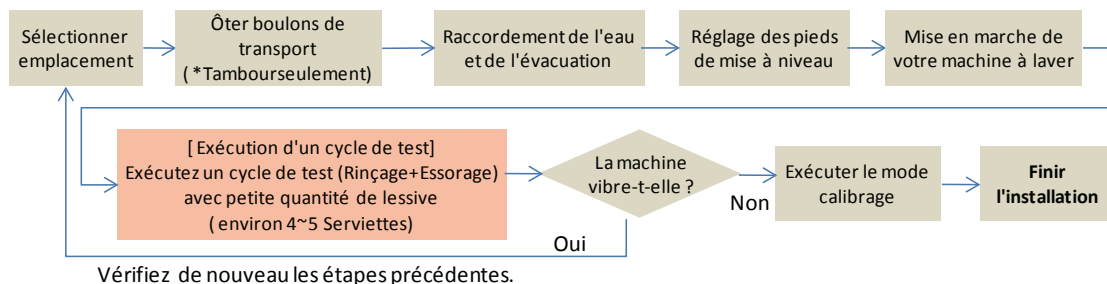 Sélectionner
emplacement
Ôter boulons de
transport
( *Tambourseulement)
Raccordement de l'eau
et de l'évacuation
Réglage des pieds
de mise à niveau
Mise en marche de
votre machine à laver
[ Exécution d'un cycle de test]
Exécutez un cycle de test (Rinçage+Essorage)
avec petite quantité de lessive
( environ 4~5 Serviettes)
La machine
vibre-t-elle ?
Non
Exécuter le mode
calibrage
Finir
l'installation
Oui
Vérifiez de nouveau les étapes précédentes.